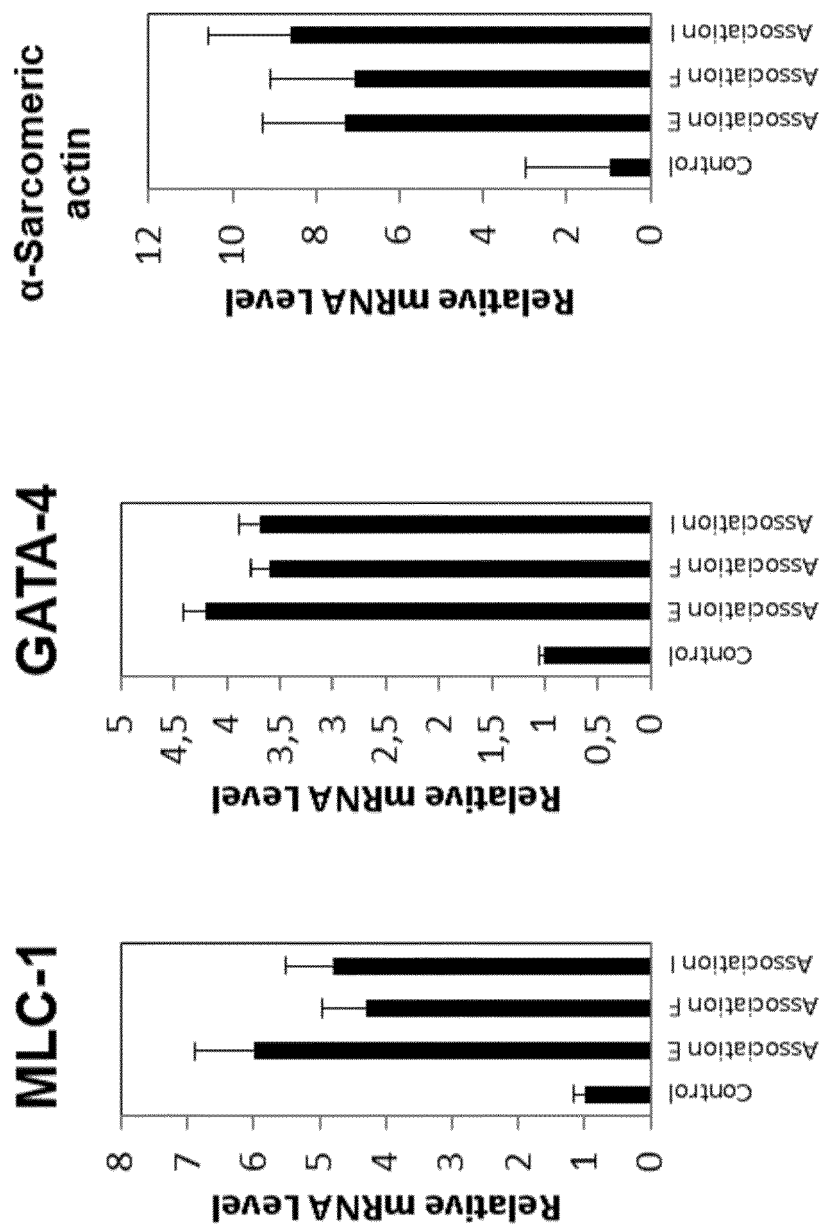 MLC-1
Relative mRNA Level
8
7
6
5
4
3
2
1
0
Control
Association E
Association F
Association I
GATA-4
Relative mRNA Level
5
4,5
4
3,5
3
2,5
2
1,5
1
0,5
0
Control
Association E
Association F
Association I
α-Sarcomeric
actin
Relative mRNA Level
12
10
8
6
4
2
0
Control
Association E
Association F
Association I